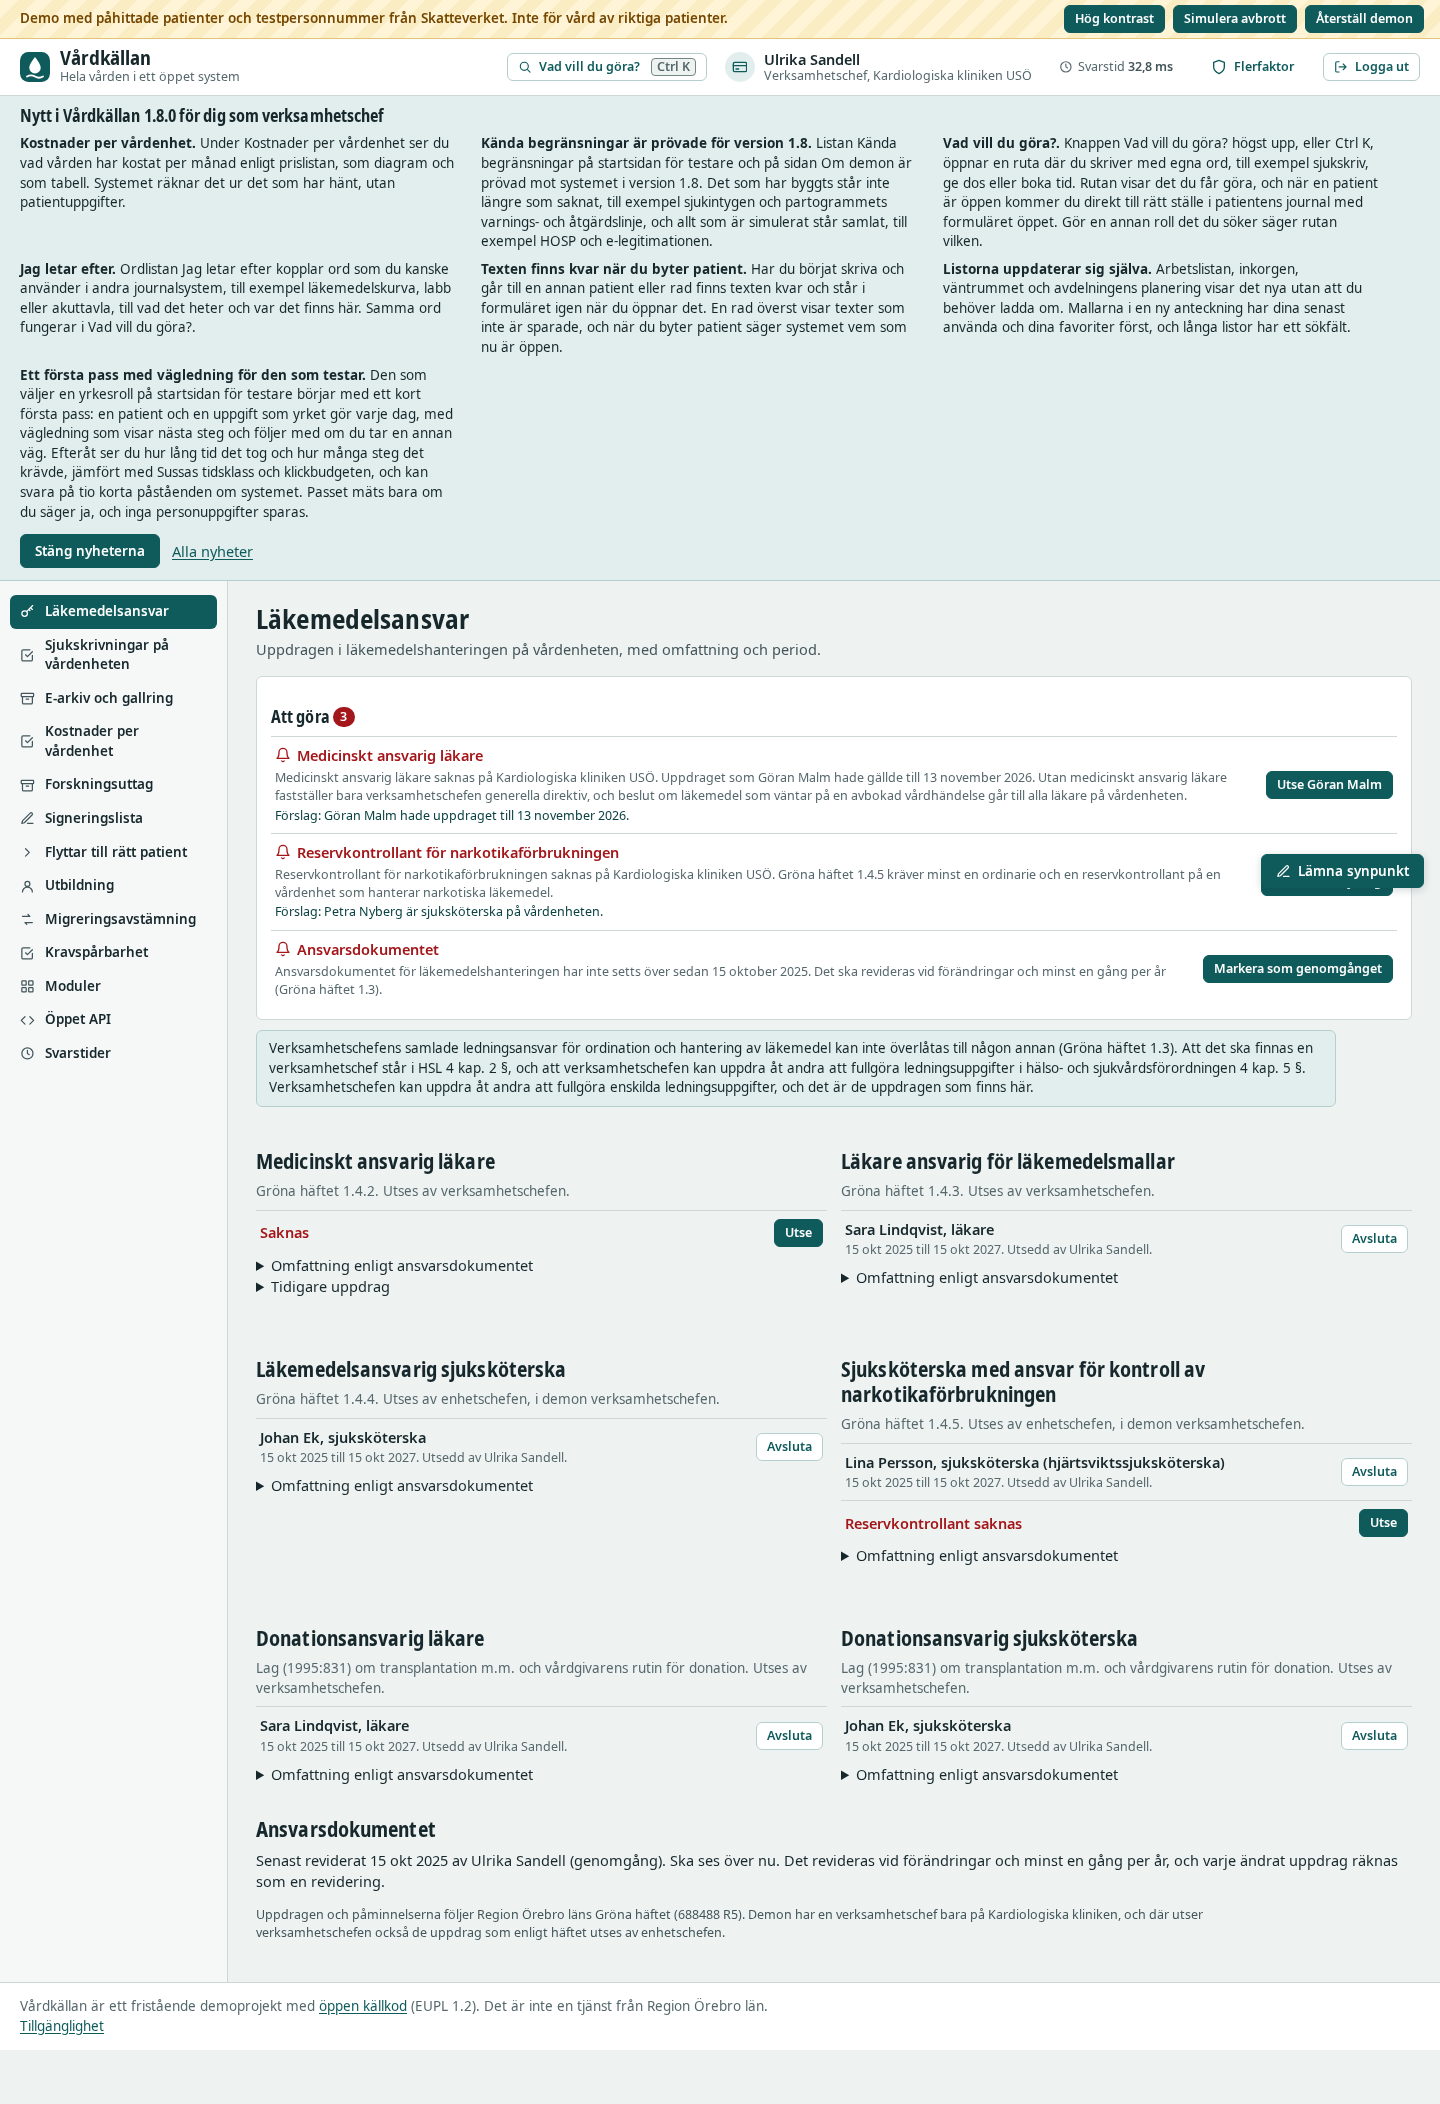 Demo med påhittade patienter och testpersonnummer från Skatteverket. Inte för vård av riktiga patienter.
Hög kontrast
Simulera avbrott
Återställ demon
Vårdkällan
Hela vården i ett öppet system
Vad vill du göra? Ctrl K
Ulrika Sandell
Verksamhetschef, Kardiologiska kliniken USÖ
Svarstid 32,8 ms
Flerfaktor
Logga ut
Nytt i Vårdkällan 1.8.0 för dig som verksamhetschef
Kostnader per vårdenhet. Under Kostnader per vårdenhet ser du
vad vården har kostat per månad enligt prislistan, som diagram och
som tabell. Systemet räknar det ur det som har hänt, utan
patientuppgifter.
Kända begränsningar är prövade för version 1.8. Listan Kända
begränsningar på startsidan för testare och på sidan Om demon är
prövad mot systemet i version 1.8. Det som har byggts står inte
längre som saknat, till exempel sjukintygen och partogrammets
varnings- och åtgärdslinje, och allt som är simulerat står samlat, till
exempel HOSP och e-legitimationen.
Vad vill du göra?. Knappen Vad vill du göra? högst upp, eller Ctrl K,
öppnar en ruta där du skriver med egna ord, till exempel sjukskriv,
ge dos eller boka tid. Rutan visar det du får göra, och när en patient
är öppen kommer du direkt till rätt ställe i patientens journal med
formuläret öppet. Gör en annan roll det du söker säger rutan
vilken.
Jag letar efter. Ordlistan Jag letar efter kopplar ord som du kanske
använder i andra journalsystem, till exempel läkemedelskurva, labb
eller akuttavla, till vad det heter och var det finns här. Samma ord
fungerar i Vad vill du göra?.
Texten finns kvar när du byter patient. Har du börjat skriva och
går till en annan patient eller rad finns texten kvar och står i
formuläret igen när du öppnar det. En rad överst visar texter som
inte är sparade, och när du byter patient säger systemet vem som
nu är öppen.
Listorna uppdaterar sig själva. Arbetslistan, inkorgen,
väntrummet och avdelningens planering visar det nya utan att du
behöver ladda om. Mallarna i en ny anteckning har dina senast
använda och dina favoriter först, och långa listor har ett sökfält.
Ett första pass med vägledning för den som testar. Den som
väljer en yrkesroll på startsidan för testare börjar med ett kort
första pass: en patient och en uppgift som yrket gör varje dag, med
vägledning som visar nästa steg och följer med om du tar en annan
väg. Efteråt ser du hur lång tid det tog och hur många steg det
krävde, jämfört med Sussas tidsklass och klickbudgeten, och kan
svara på tio korta påståenden om systemet. Passet mäts bara om
du säger ja, och inga personuppgifter sparas.
Stäng nyheterna
Alla nyheter
Läkemedelsansvar
Sjukskrivningar på
vårdenheten
E-arkiv och gallring
Kostnader per
vårdenhet
Forskningsuttag
Signeringslista
Flyttar till rätt patient
Utbildning
Migreringsavstämning
Kravspårbarhet
Moduler
Öppet API
Svarstider
Läkemedelsansvar
Uppdragen i läkemedelshanteringen på vårdenheten, med omfattning och period.
Att göra 3
Medicinskt ansvarig läkare
Medicinskt ansvarig läkare saknas på Kardiologiska kliniken USÖ. Uppdraget som Göran Malm hade gällde till 13 november 2026. Utan medicinskt ansvarig läkare
fastställer bara verksamhetschefen generella direktiv, och beslut om läkemedel som väntar på en avbokad vårdhändelse går till alla läkare på vårdenheten.
Förslag: Göran Malm hade uppdraget till 13 november 2026.
Utse Göran Malm
Reservkontrollant för narkotikaförbrukningen
Reservkontrollant för narkotikaförbrukningen saknas på Kardiologiska kliniken USÖ. Gröna häftet 1.4.5 kräver minst en ordinarie och en reservkontrollant på en
vårdenhet som hanterar narkotiska läkemedel.
Förslag: Petra Nyberg är sjuksköterska på vårdenheten.
Lämna synpunkt
Ansvarsdokumentet
Ansvarsdokumentet för läkemedelshanteringen har inte setts över sedan 15 oktober 2025. Det ska revideras vid förändringar och minst en gång per år
(Gröna häftet 1.3).
Markera som genomgånget
Verksamhetschefens samlade ledningsansvar för ordination och hantering av läkemedel kan inte överlåtas till någon annan (Gröna häftet 1.3). Att det ska finnas en
verksamhetschef står i HSL 4 kap. 2 §, och att verksamhetschefen kan uppdra åt andra att fullgöra ledningsuppgifter i hälso- och sjukvårdsförordningen 4 kap. 5 §.
Verksamhetschefen kan uppdra åt andra att fullgöra enskilda ledningsuppgifter, och det är de uppdragen som finns här.
Medicinskt ansvarig läkare
Gröna häftet 1.4.2. Utses av verksamhetschefen.
Saknas
Utse
Omfattning enligt ansvarsdokumentet
Tidigare uppdrag
Läkare ansvarig för läkemedelsmallar
Gröna häftet 1.4.3. Utses av verksamhetschefen.
Sara Lindqvist, läkare
15 okt 2025 till 15 okt 2027. Utsedd av Ulrika Sandell.
Avsluta
Omfattning enligt ansvarsdokumentet
Läkemedelsansvarig sjuksköterska
Gröna häftet 1.4.4. Utses av enhetschefen, i demon verksamhetschefen.
Johan Ek, sjuksköterska
15 okt 2025 till 15 okt 2027. Utsedd av Ulrika Sandell.
Avsluta
Omfattning enligt ansvarsdokumentet
Sjuksköterska med ansvar för kontroll av
narkotikaförbrukningen
Gröna häftet 1.4.5. Utses av enhetschefen, i demon verksamhetschefen.
Lina Persson, sjuksköterska (hjärtsviktssjuksköterska)
15 okt 2025 till 15 okt 2027. Utsedd av Ulrika Sandell.
Avsluta
Reservkontrollant saknas
Utse
Omfattning enligt ansvarsdokumentet
Donationsansvarig läkare
Lag (1995:831) om transplantation m.m. och vårdgivarens rutin för donation. Utses av
verksamhetschefen.
Sara Lindqvist, läkare
15 okt 2025 till 15 okt 2027. Utsedd av Ulrika Sandell.
Avsluta
Omfattning enligt ansvarsdokumentet
Donationsansvarig sjuksköterska
Lag (1995:831) om transplantation m.m. och vårdgivarens rutin för donation. Utses av
verksamhetschefen.
Johan Ek, sjuksköterska
15 okt 2025 till 15 okt 2027. Utsedd av Ulrika Sandell.
Avsluta
Omfattning enligt ansvarsdokumentet
Ansvarsdokumentet
Senast reviderat 15 okt 2025 av Ulrika Sandell (genomgång). Ska ses över nu. Det revideras vid förändringar och minst en gång per år, och varje ändrat uppdrag räknas
som en revidering.
Uppdragen och påminnelserna följer Region Örebro läns Gröna häftet (688488 R5). Demon har en verksamhetschef bara på Kardiologiska kliniken, och där utser
verksamhetschefen också de uppdrag som enligt häftet utses av enhetschefen.
Vårdkällan är ett fristående demoprojekt med öppen källkod (EUPL 1.2). Det är inte en tjänst från Region Örebro län.
Tillgänglighet